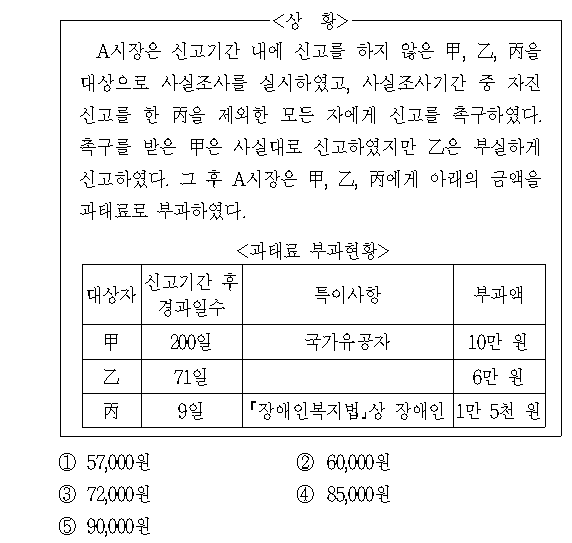 <상 황>
A시장은 신고기간 내에 신고를 하지 않은 甲, 乙, 丙을
대상으로 사실조사를 실시하였고, 사실조사기간 중 자진
신고를 한 丙을 제외한 모든 자에게 신고를 촉구하였다.
촉구를 받은 甲은 사실대로 신고하였지만 乙은 부실하게
신고하였다. 그 후 A시장은 甲, 乙, 丙에게 아래의 금액을
과태료로 부과하였다.
<과태료 부과현황>
대상자 신고기간 후 경과일수 특이사항 부과액
甲 200일 국가유공자 10만 원
乙 71일 6만 원
丙 9일 「장애인복지법」상 장애인 1만 5천 원
① 57,000원 ② 60,000원
③ 72,000원 ④ 85,000원
⑤ 90,000원